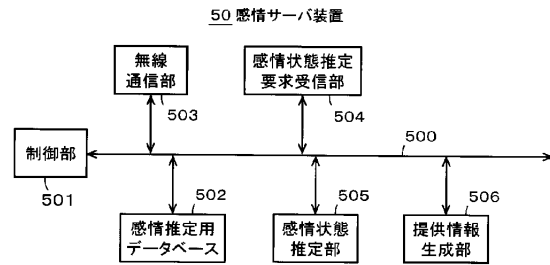 50 感情サーバ装置
無線
通信部
503
感情状態推定
要求受信部
504
制御部
501
500
502
感情推定用
データベース
505
感情状態
推定部
506
提供情報
生成部